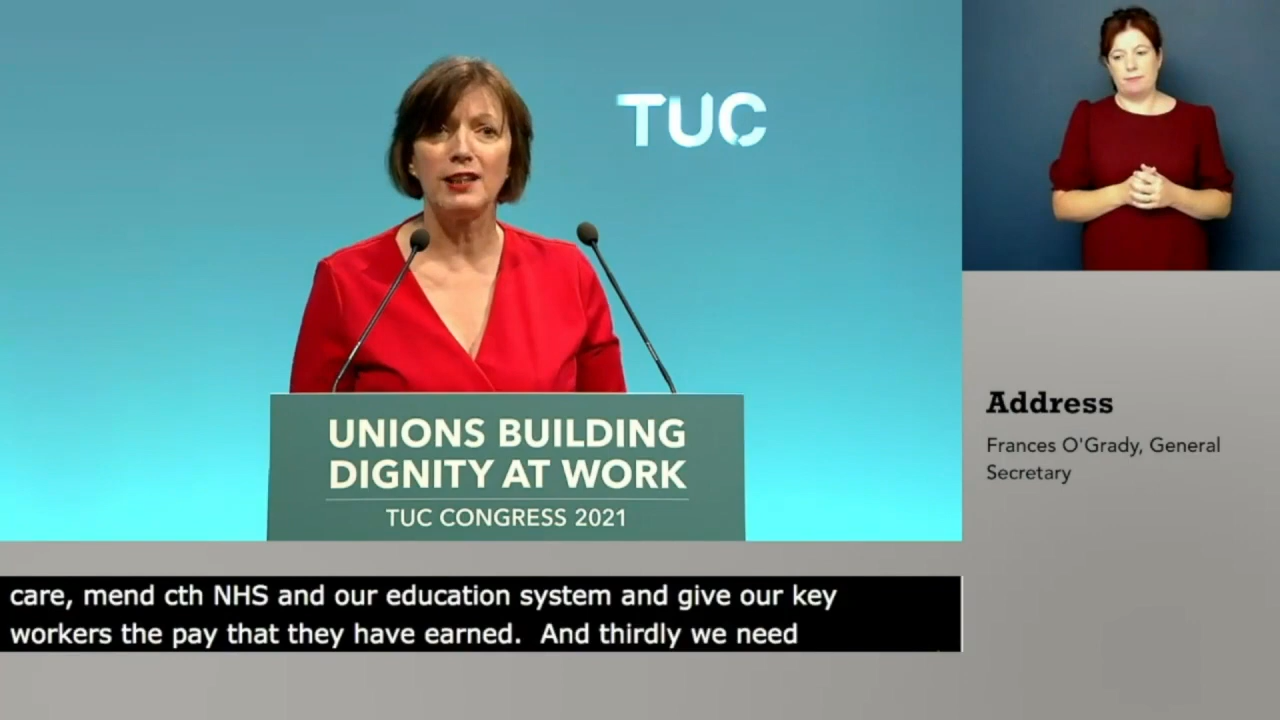 TUC
UNIONS BUILDING
DIGNITY AT WORK
TUC CONGRESS 2021
Address
Frances O'Grady, General
Secretary
care, mend cth NHS and our education system and give our key
workers the pay that they have earned.  And thirdly we need